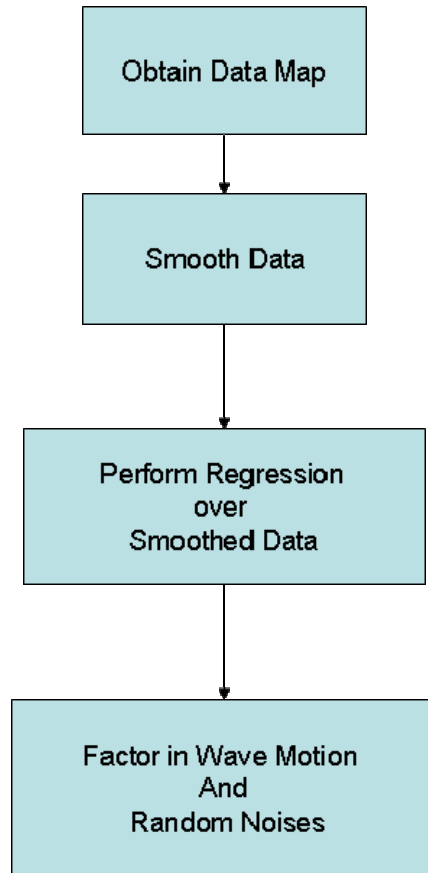 Obtain Data Map
Smooth Data
Perform Regression
over
Smoothed Data
Factor in Wave Motion
And
Random Noises